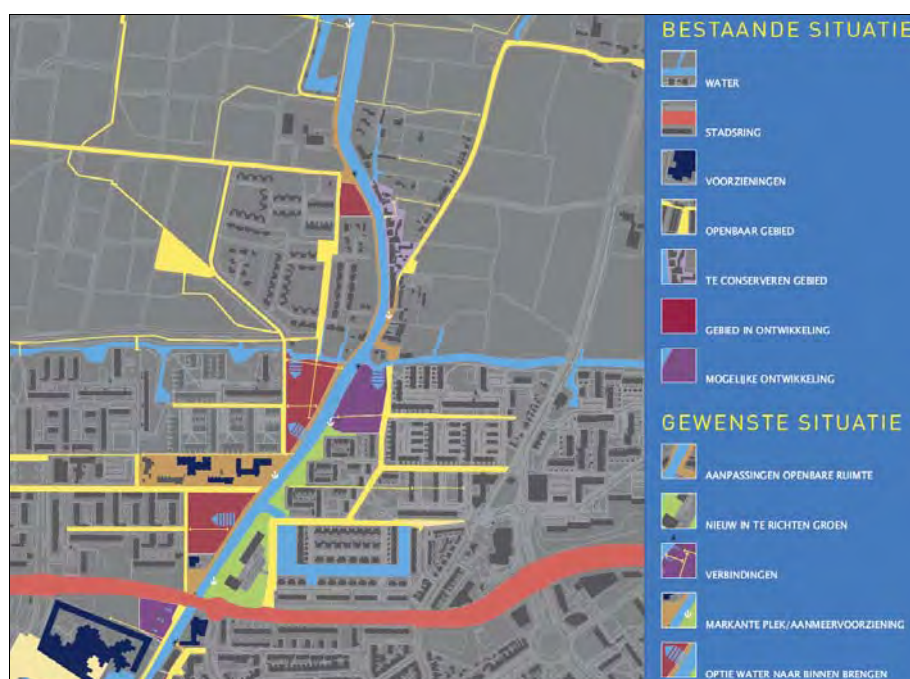 BESTAANDE SITUATIE
WATER
STADSRING
VOORZIENINGEN
OPENBAAR GEBIED
TE CONSERVEREN GEBIED
GEBIED IN ONTWIKKELING
MOGELIJKE ONTWIKKELING
GEWENSTE SITUATIE
AANPASSINGEN OPENBARE RUIMTE
NIEUW IN TE RICHTEN GROEN
VERBINDINGEN
MARKANTE PLEK/AANMEERVOORZIENING
OPTIE WATER NAAR BINNEN BRENGEN